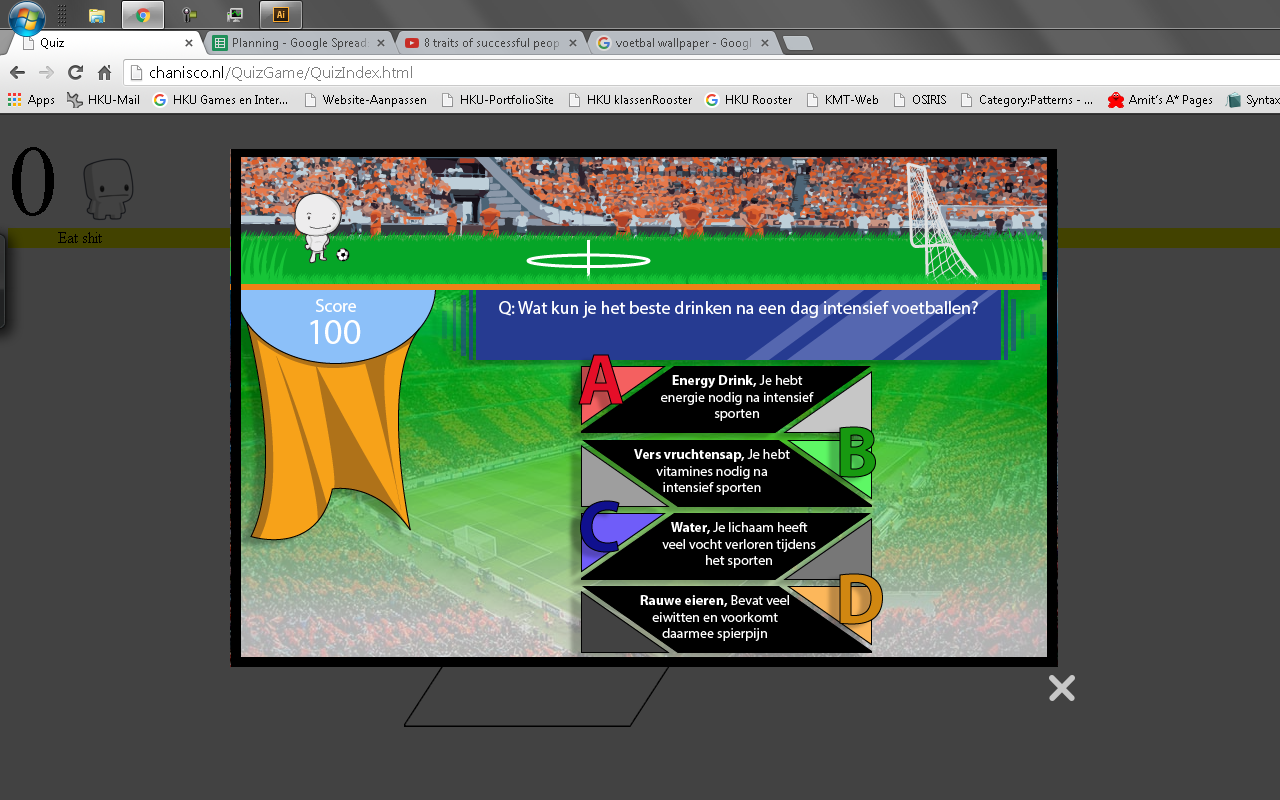 Ai
Quiz
Planning - Google Spread
8 traits of successful peop
voetbal wallpaper - Googl
chanisco.nl/QuizGame/QuizIndex.html
Apps
HKU-Mail
HKU Games en Inter...
Website-Aanpassen
HKU-PortfolioSite
HKU klassenRooster
HKU Rooster
KMT-Web
OSIRIS
Category:Patterns - ...
Amit's A* Pages
Syntax
0
Eat shit
Score
100
Q: Wat kun je het beste drinken na een dag intensief voetballen?
A
Energy Drink, Je hebt
energie nodig na intensief
sporten
B
Vers vruchtensap, Je hebt
vitamines nodig na
intensief sporten
C
Water, Je lichaam heeft
veel vocht verloren tijdens
het sporten
D
Rauwe eieren, Bevat veel
eiwitten en voorkomt
daarmee spierpijn